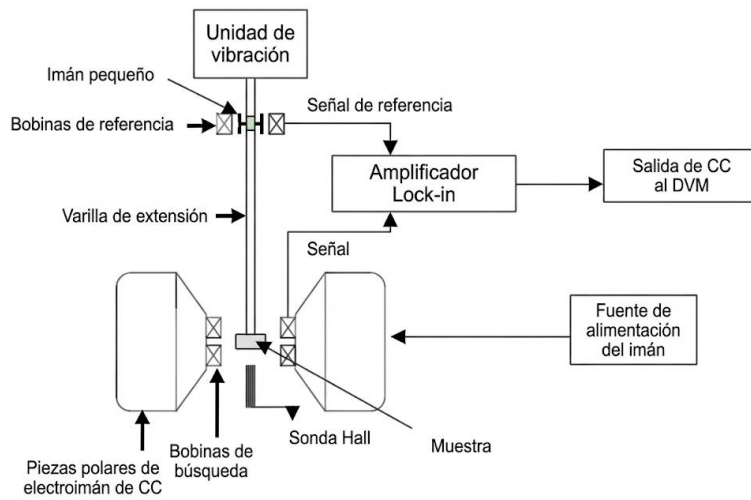 Unidad de
vibración
Imán pequeño
Bobinas de referencia
Señal de referencia
Amplificador
Lock-in
Salida de CC
al DVM
Varilla de extensión
Señal
Fuente de
alimentación
del imán
Sonda Hall
Muestra
Bobinas de
búsqueda
Piezas polares de
electroimán de CC